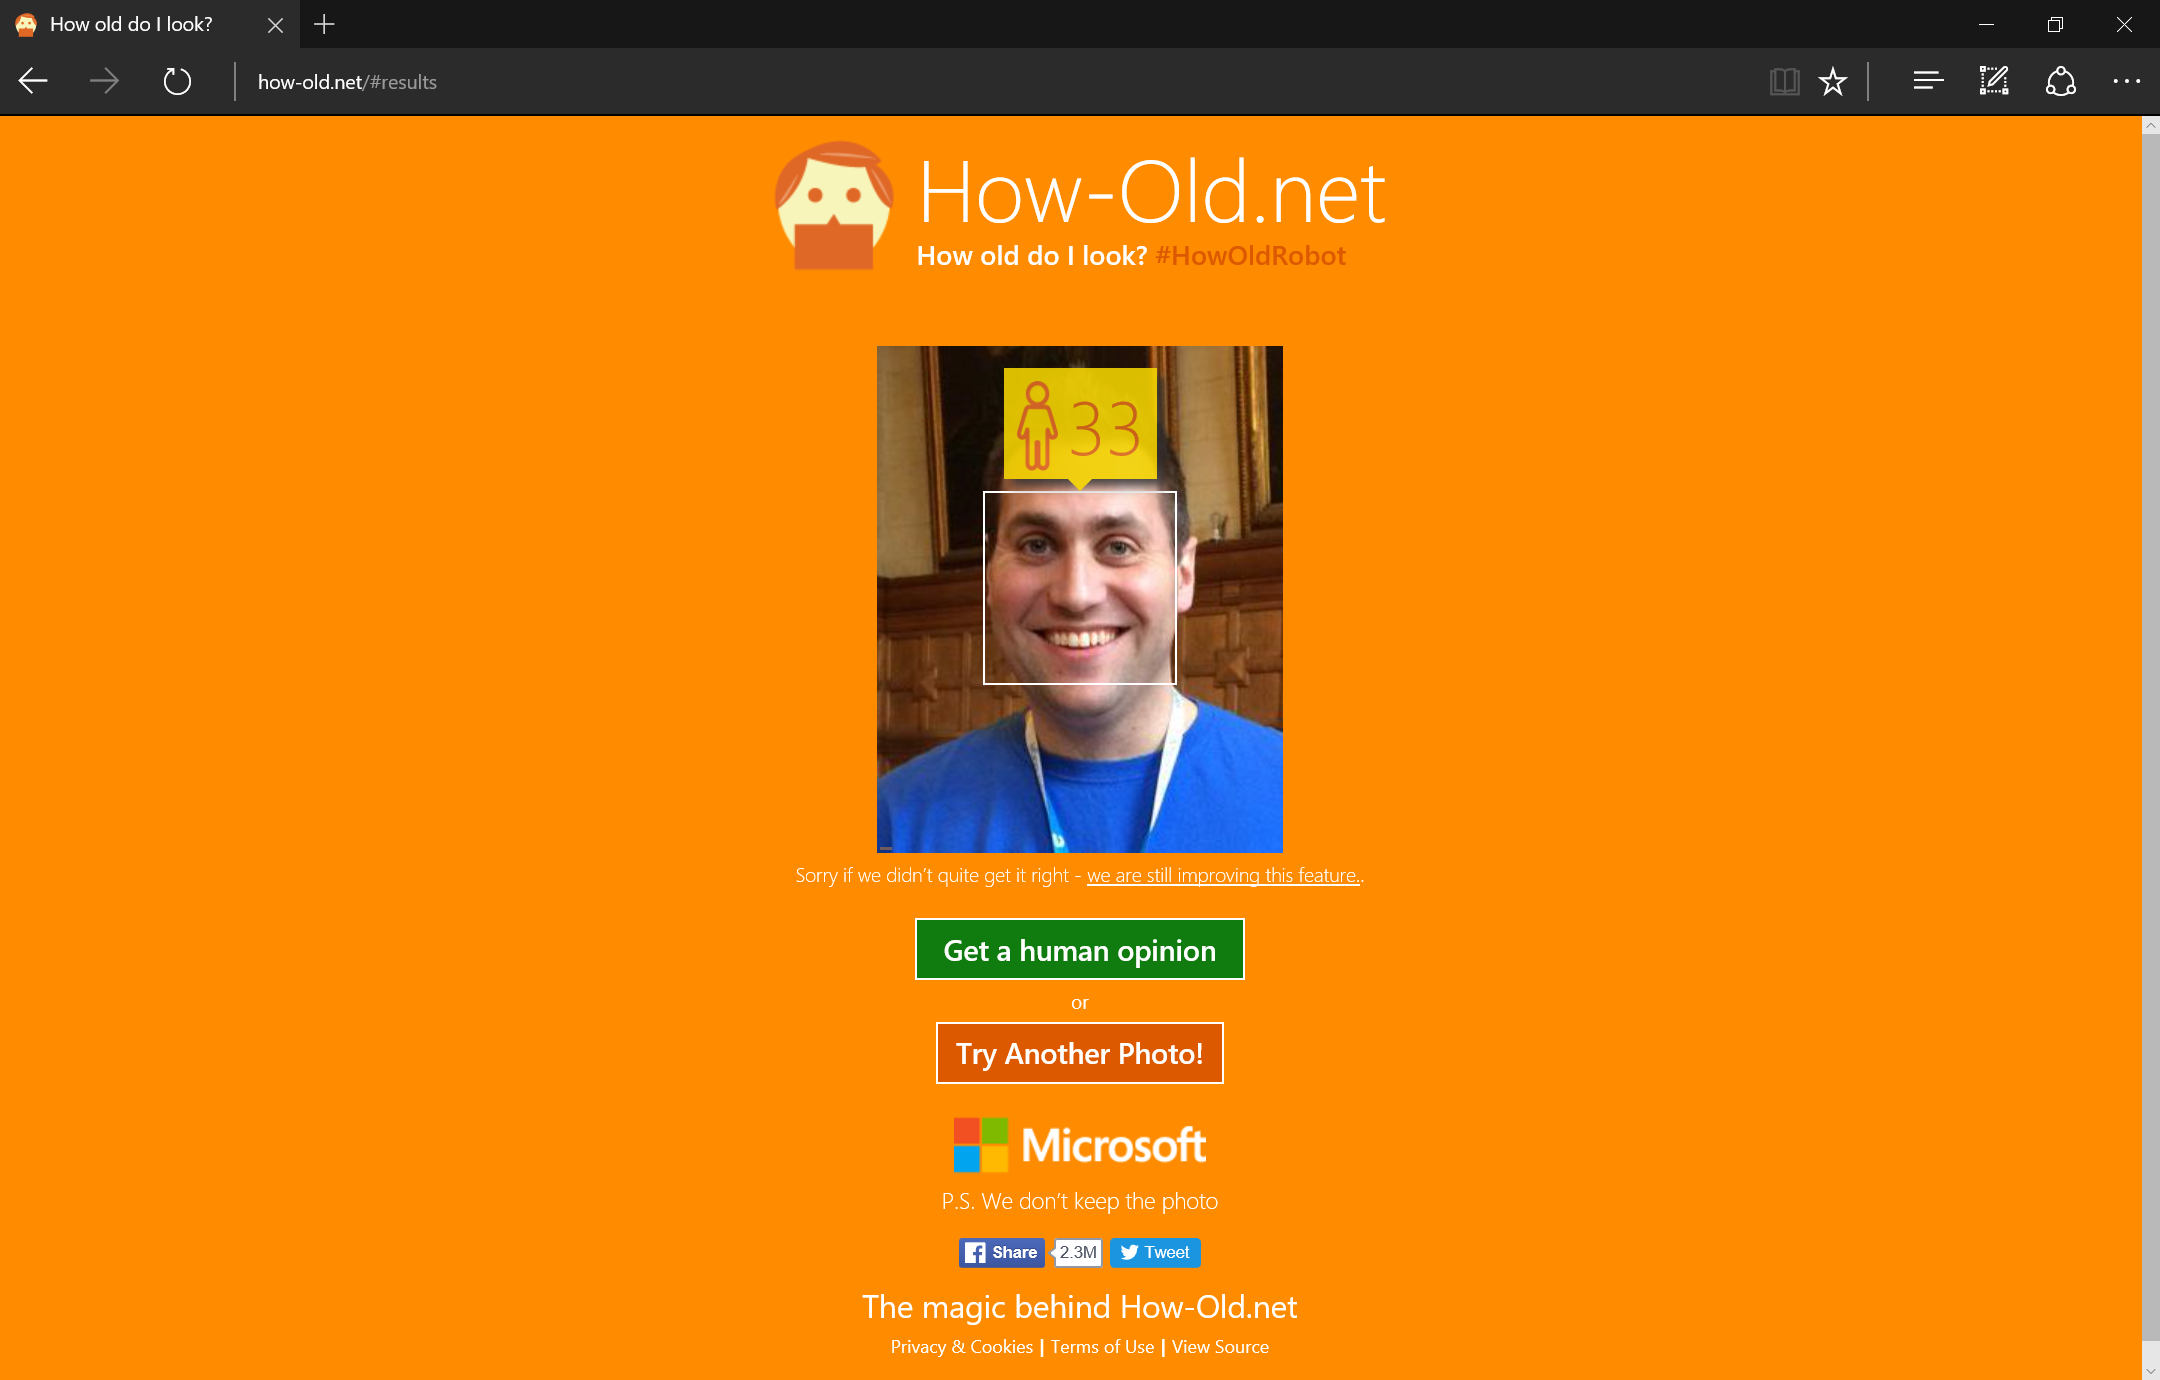 How old do I look?
how-old.net/#results
How-Old.net
How old do I look? #HowOldRobot
33
Sorry if we didn't quite get it right - we are still improving this feature..
Get a human opinion
or
Try Another Photo!
Microsoft
P.S. We don't keep the photo
Share 2.3M Tweet
The magic behind How-Old.net
Privacy & Cookies | Terms of Use | View Source